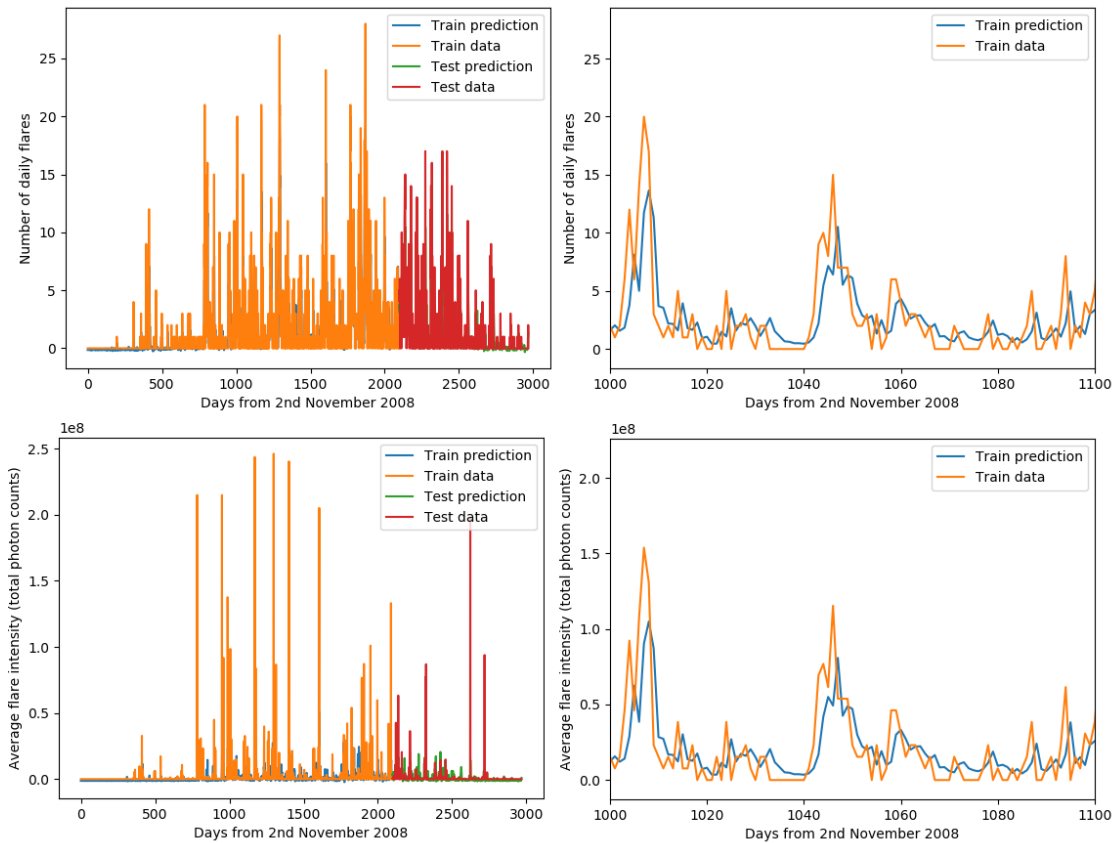 Train prediction
Train data
Test prediction
Test data
Number of daily flares
0
5
10
15
20
25
0 500 1000 1500 2000 2500 3000
Days from 2nd November 2008
Train prediction
Train data
Number of daily flares
0
5
10
15
20
25
1000 1020 1040 1060 1080 1100
Days from 2nd November 2008
1e8
Train prediction
Train data
Test prediction
Test data
Average flare intensity (total photon counts)
0.0
0.5
1.0
1.5
2.0
2.5
0 500 1000 1500 2000 2500 3000
Days from 2nd November 2008
1e8
Train prediction
Train data
Average flare intensity (total photon counts)
0.0
0.5
1.0
1.5
2.0
1000 1020 1040 1060 1080 1100
Days from 2nd November 2008